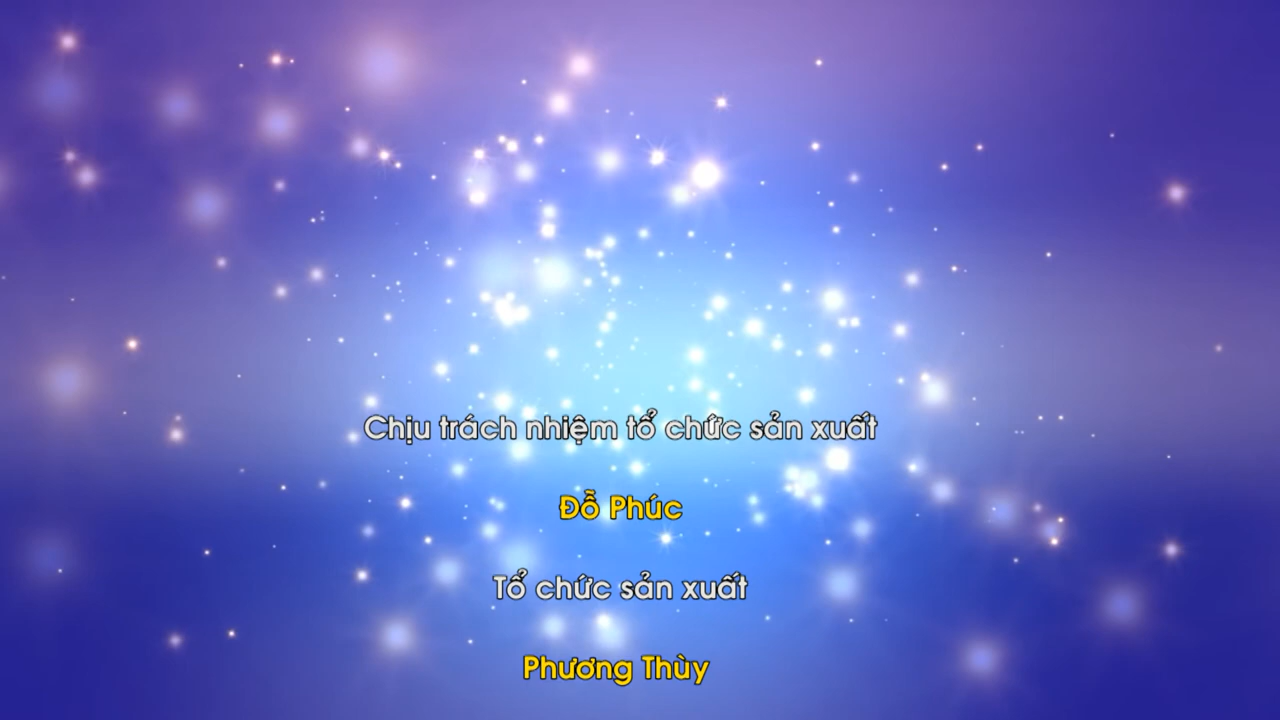 Chịu trách nhiệm tổ chức sản xuất
Đỗ Phúc
Tổ chức sản xuất
Phương Thùy